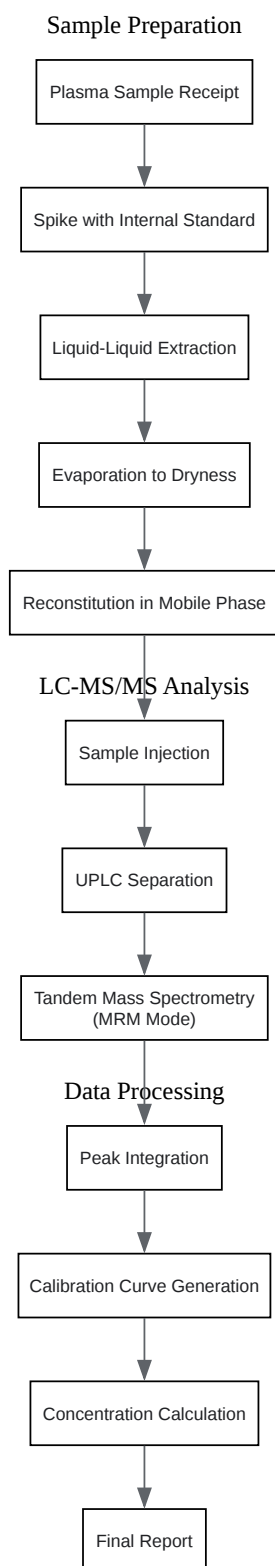 Sample Preparation
Plasma Sample Receipt
Spike with Internal Standard
Liquid-Liquid Extraction
Evaporation to Dryness
Reconstitution in Mobile Phase
LC-MS/MS Analysis
Sample Injection
UPLC Separation
Tandem Mass Spectrometry
(MRM Mode)
Data Processing
Peak Integration
Calibration Curve Generation
Concentration Calculation
Final Report